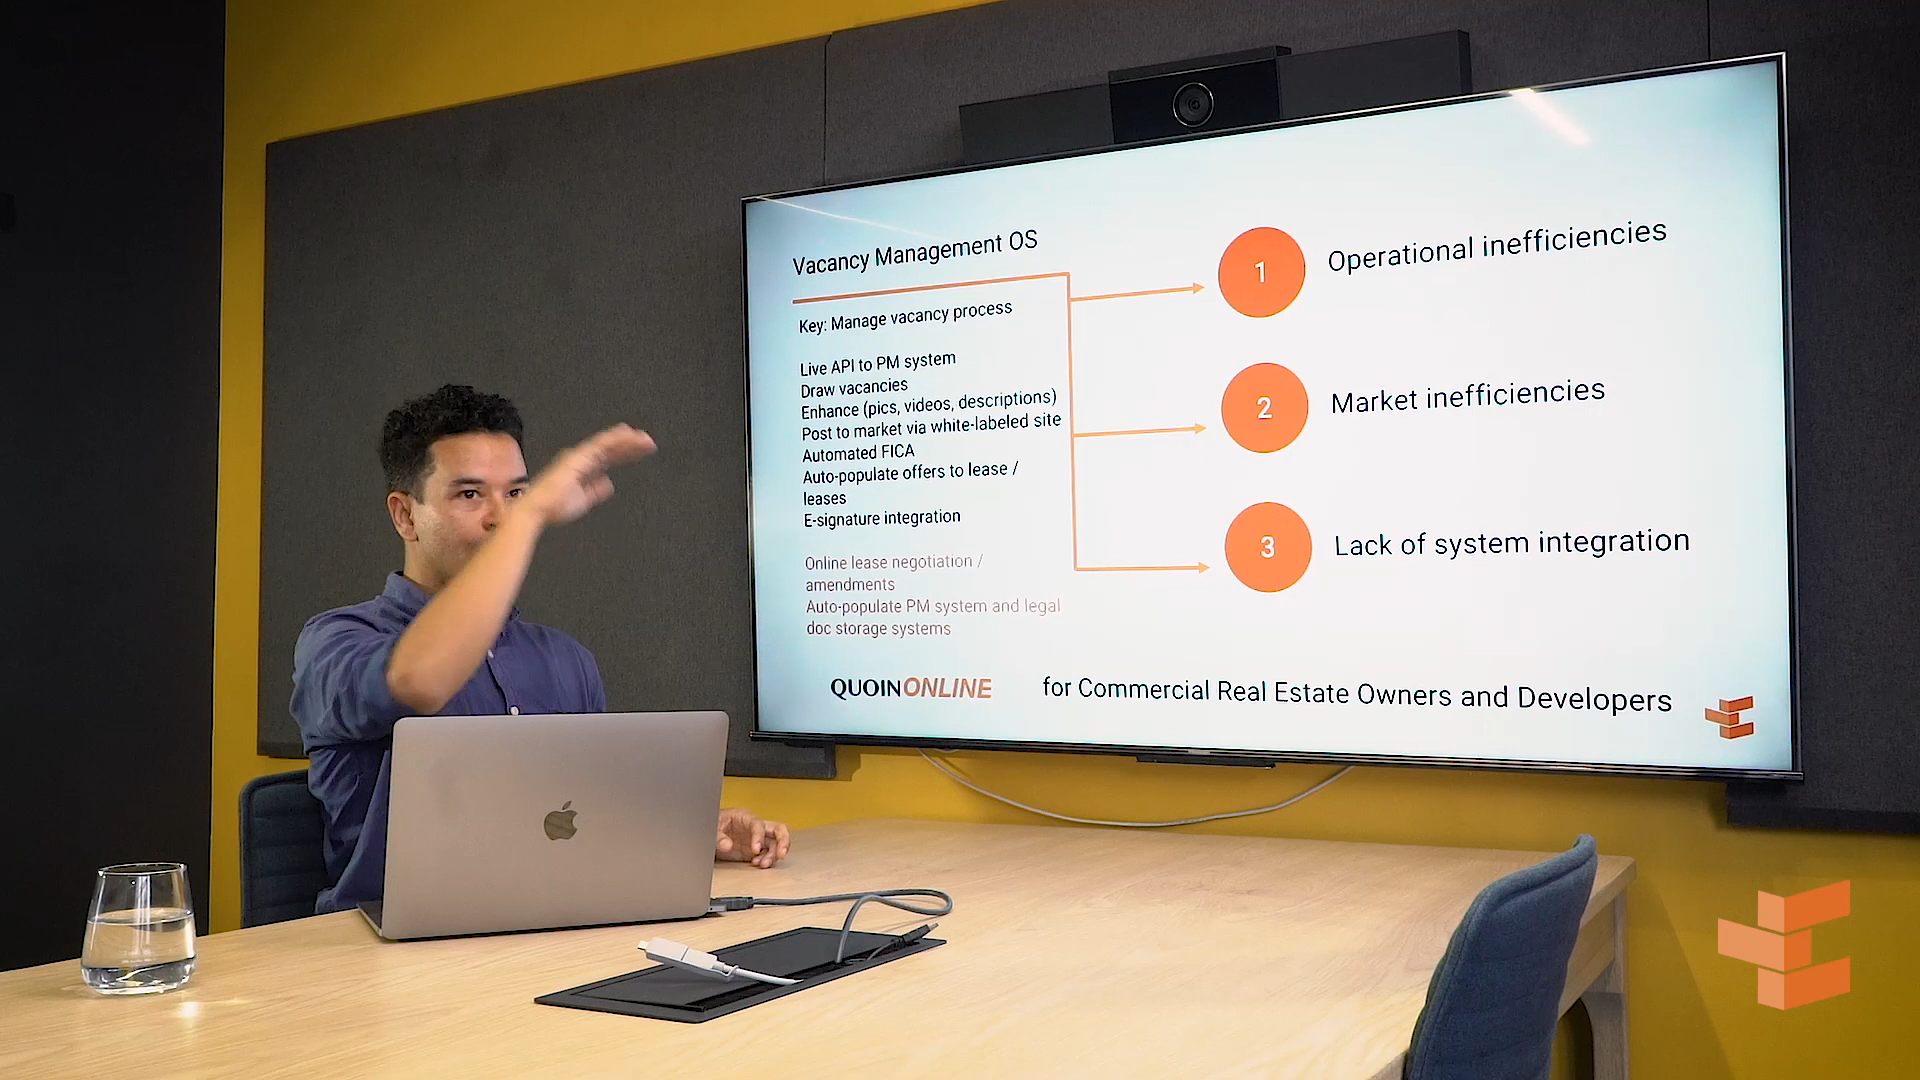 Vacancy Management OS
Key: Manage vacancy process
Live API to PM system
Draw vacancies
Enhance (pics, videos, descriptions)
Post to market via white-labeled site
Automated FICA
Auto-populate offers to lease /
leases
E-signature integration
Online lease negotiation /
amendments
Auto-populate PM system and legal
doc storage systems
1
Operational inefficiencies
2
Market inefficiencies
3
Lack of system integration
QUOINONLINE
for Commercial Real Estate Owners and Developers